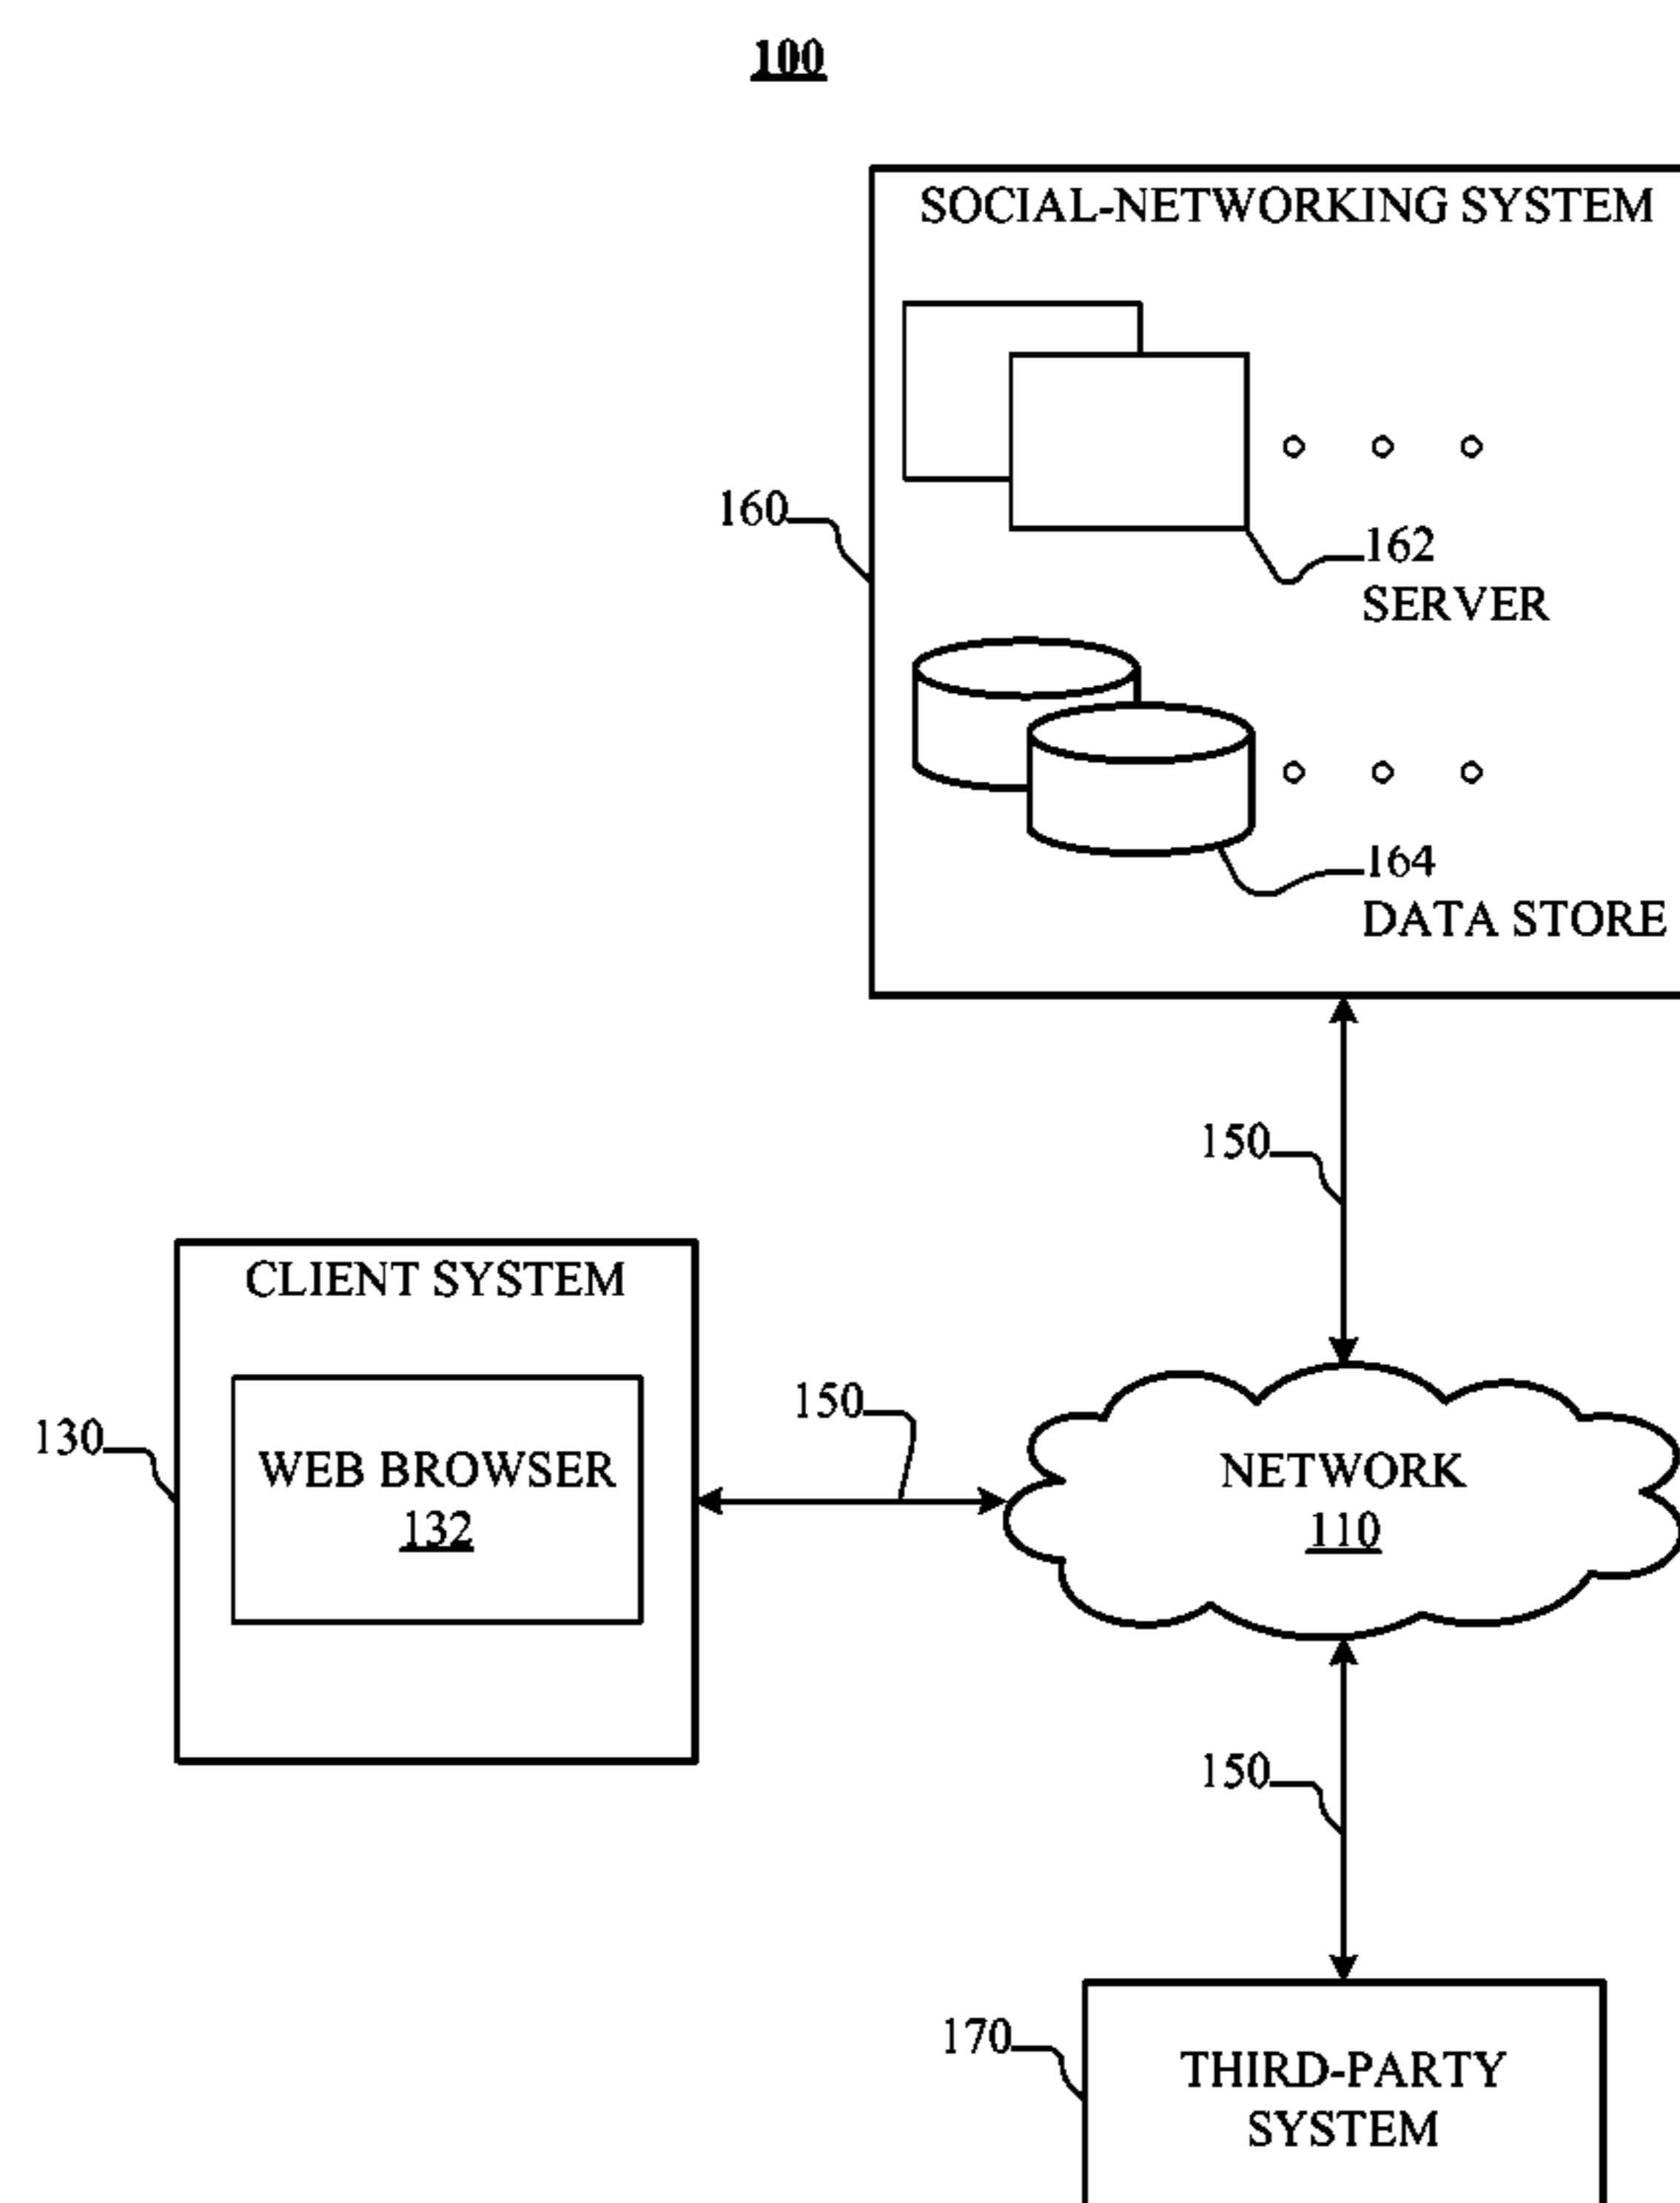 100
SOCIAL-NETWORKING SYSTEM
160
162
SERVER
164
DATA STORE
150
CLIENT SYSTEM
130
WEB BROWSER
132
150
NETWORK
110
150
170
THIRD-PARTY
SYSTEM